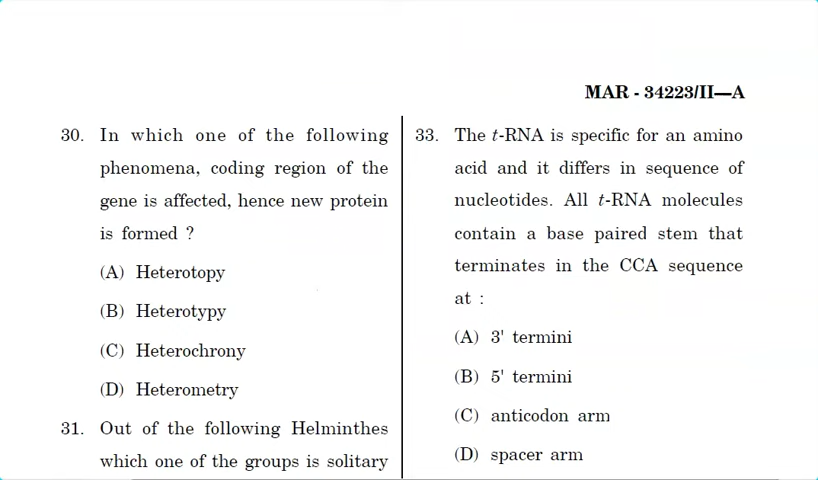 MAR - 34223/II—A
30. In which one of the following
phenomena, coding region of the
gene is affected, hence new protein
is formed ?
(A) Heterotopy
(B) Heterotypy
(C) Heterochrony
(D) Heterometry
31. Out of the following Helminthes
which one of the groups is solitary
33. The t-RNA is specific for an amino
acid and it differs in sequence of
nucleotides. All t-RNA molecules
contain a base paired stem that
terminates in the CCA sequence
at :
(A) 3' termini
(B) 5' termini
(C) anticodon arm
(D) spacer arm